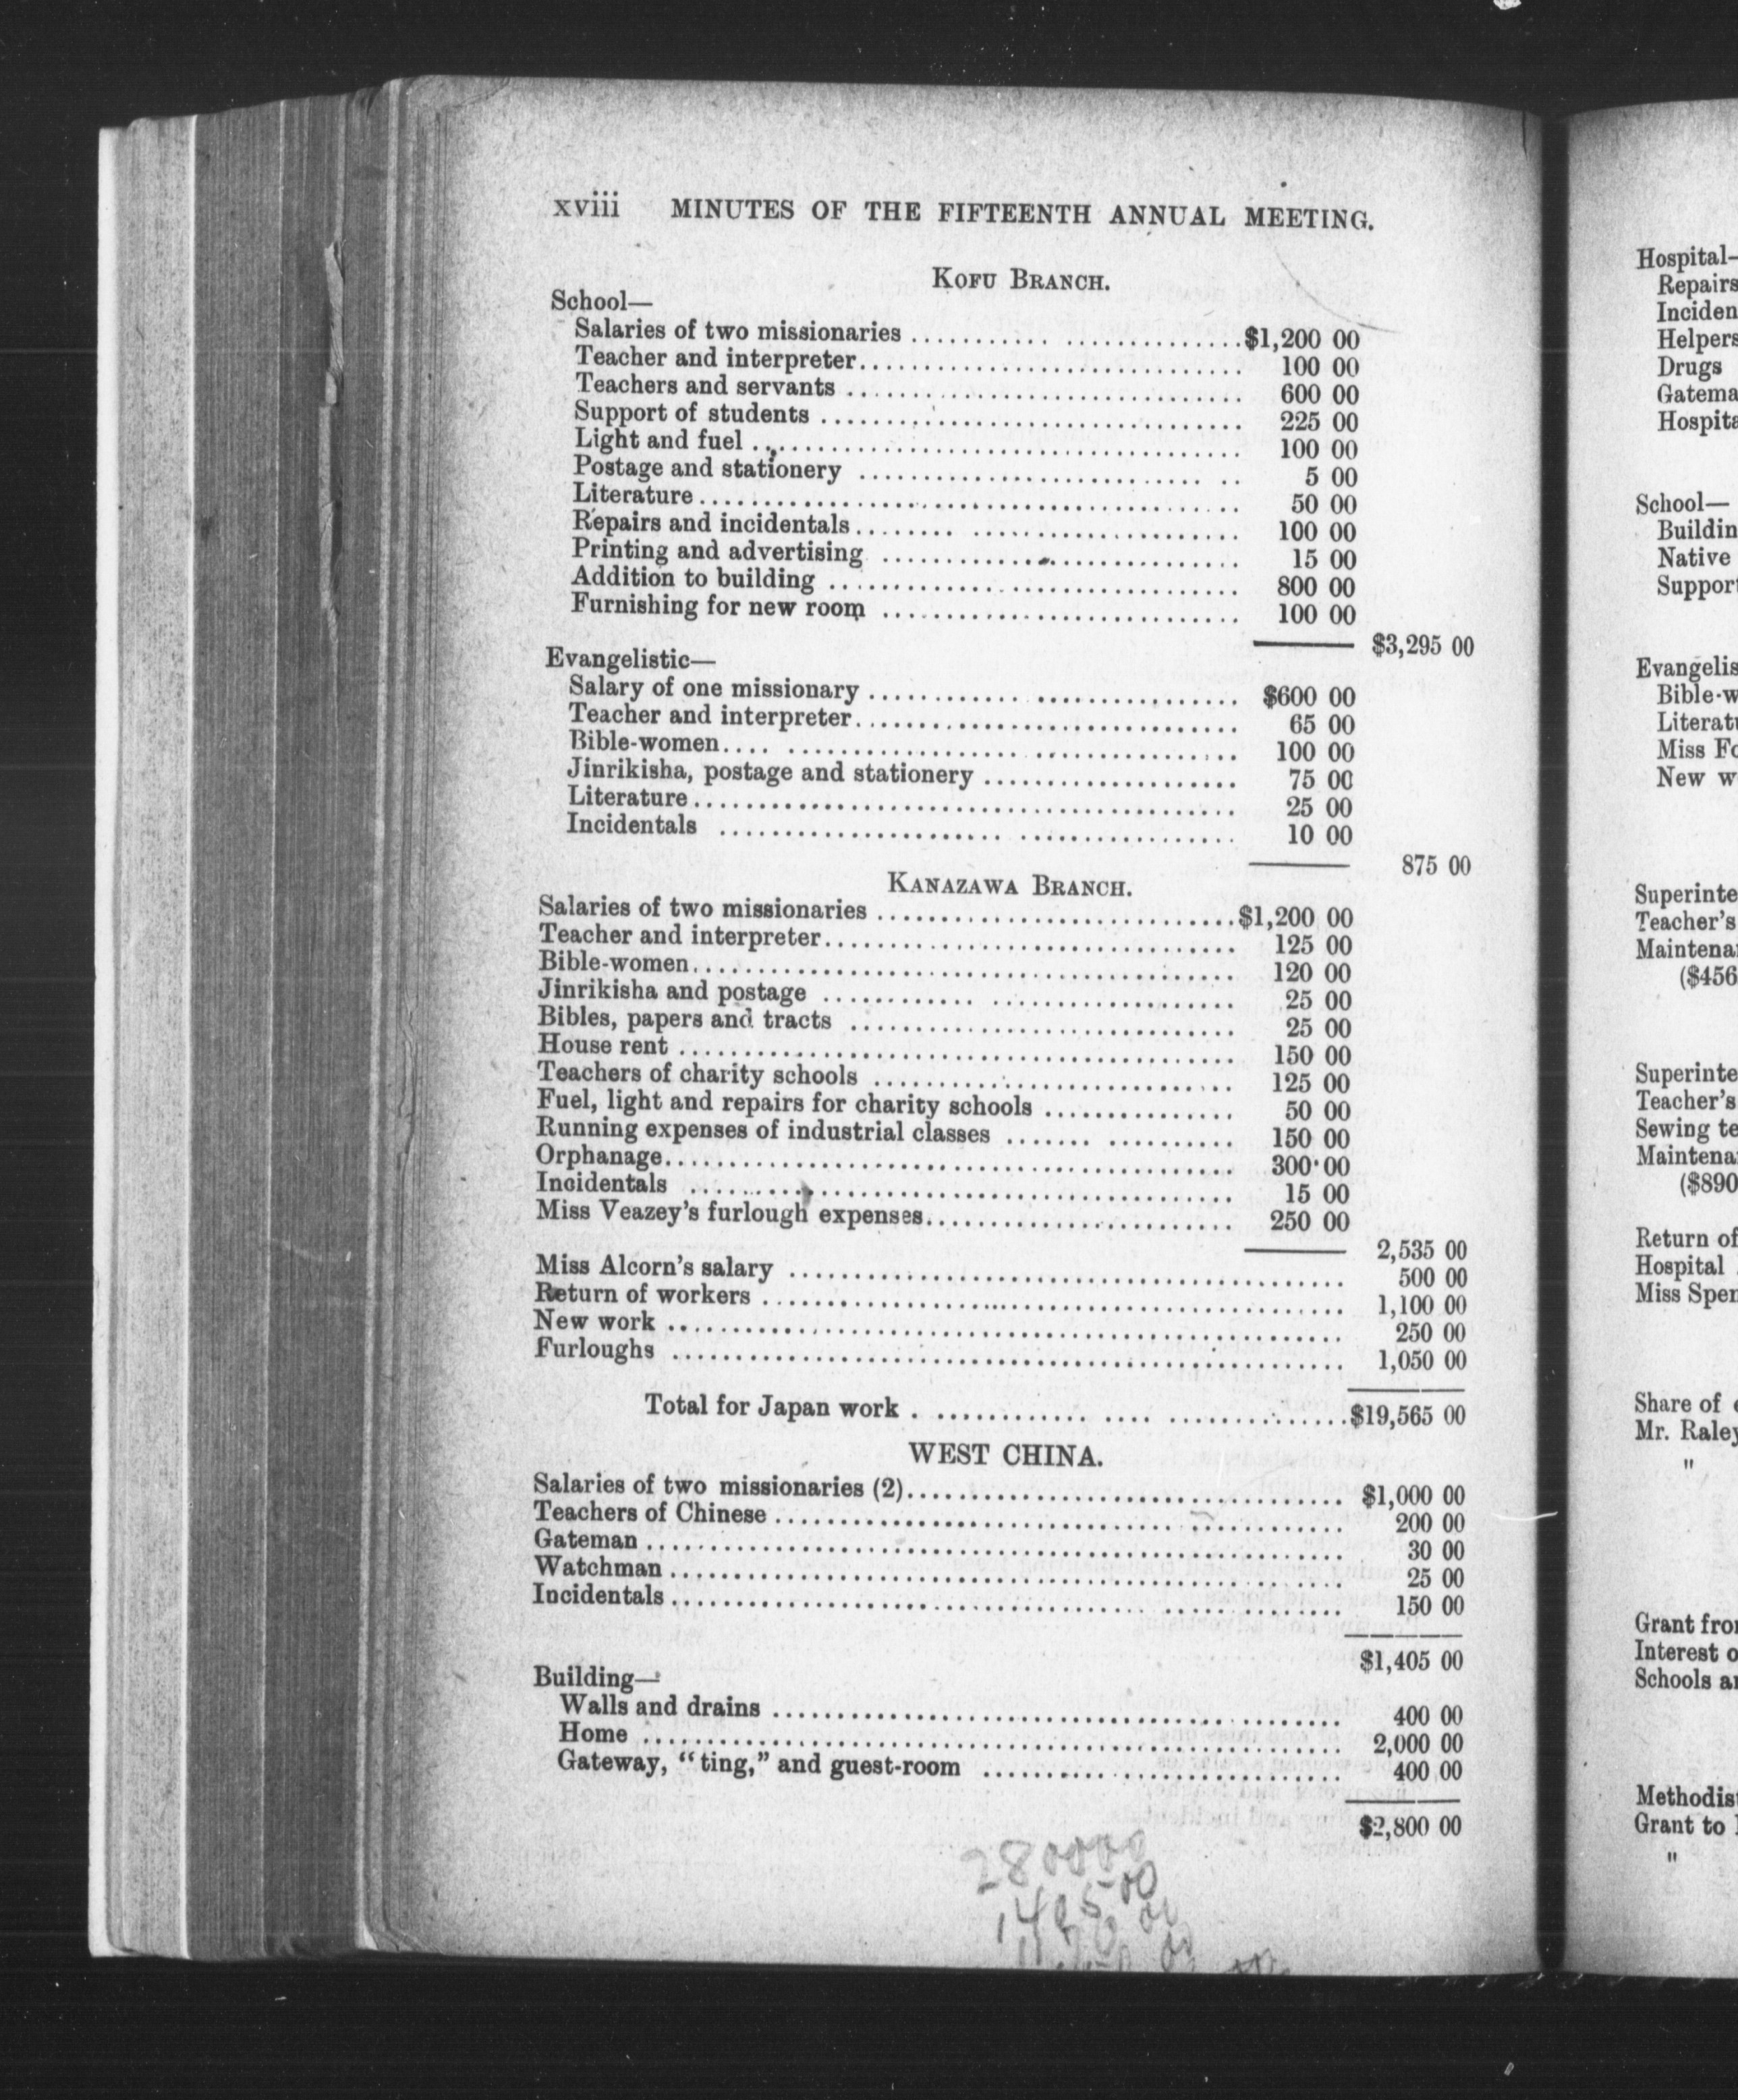 xviii MINUTES OF THE FIFTEENTH ANNUAL MEETING.
KOFU BRANCH.
School—
Salaries of two missionaries $1,200 00
Teacher and interpreter 100 00
Teachers and servants 600 00
Support of students 225 00
Light and fuel 100 00
Postage and stationery 5 00
Literature 50 00
Repairs and incidentals 100 00
Printing and advertising 15 00
Addition to building 800 00
Furnishing for new room 100 00
$3,295 00
Evangelistic—
Salary of one missionary $600 00
Teacher and interpreter 65 00
Bible-women 100 00
Jinrikisha, postage and stationery 75 00
Literature 25 00
Incidentals 10 00
875 00
KANAZAWA BRANCH.
Salaries of two missionaries $1,200 00
Teacher and interpreter 125 00
Bible-women 120 00
Jinrikisha and postage 25 00
Bibles, papers and tracts 25 00
House rent 150 00
Teachers of charity schools 125 00
Fuel, light and repairs for charity schools 50 00
Running expenses of industrial classes 150 00
Orphanage 300 00
Incidentals 15 00
Miss Veazey's furlough expenses 250 00
2,535 00
Miss Alcorn's salary 500 00
Return of workers 1,100 00
New work 250 00
Furloughs 1,050 00
Total for Japan work $19,565 00
WEST CHINA.
Salaries of two missionaries (2) $1,000 00
Teachers of Chinese 200 00
Gateman 30 00
Watchman 25 00
Incidentals 150 00
$1,405 00
Building—
Walls and drains 400 00
Home 2,000 00
Gateway, "ting," and guest-room 400 00
$2,800 00
280000
1405 00
Hospital—
Repairs
Helpers
Drugs
School—
Native
Teacher's
($456
Teacher's
($890
Return of
Hospital
Share of
Mr. Raley
"
Interest o
Grant to
"